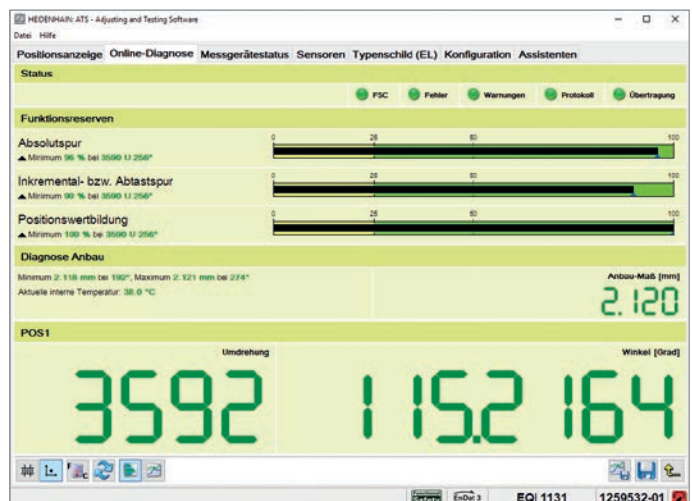 HEIDENHAIN: ATS - Adjusting and Testing Software
Datei Hilfe
Positionsanzeige Online-Diagnose Messgerätestatus Sensoren Typenschild (EL) Konfiguration Assistenten
Status
FSC Fehler Warnungen Protokoll Übertragung
Funktionsreserven
Absolutspur 0 25 50 100
Minimum 96 % bei 3590 U 256°
Inkremental- bzw. Abtastspur 0 25 50 100
Minimum 90 % bei 3590 U 256°
Positionswertbildung 0 25 50 100
Minimum 100 % bei 3590 U 256°
Diagnose Anbau
Minimum 2.118 mm bei 192°, Maximum 2.121 mm bei 274° Anbau-Maß [mm]
Aktuelle interne Temperatur: 38.0 °C 2.120
POS1
Umdrehung Winkel [Grad]
3592 115.2164
EnDat 3 EQI 1131 1259532-01